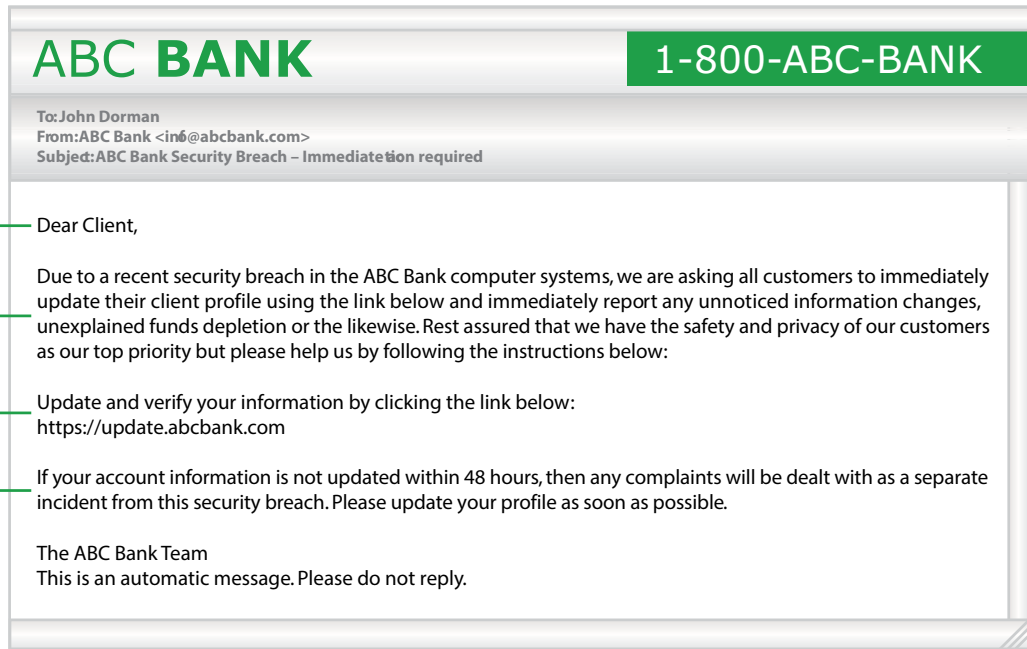 ABC BANK
1-800-ABC-BANK
To:John Dorman
From:ABC Bank <info@abcbank.com>
Subject:ABC Bank Security Breach – Immediate action required
Dear Client,
Due to a recent security breach in the ABC Bank computer systems, we are asking all customers to immediately
update their client profile using the link below and immediately report any unnoticed information changes,
unexplained funds depletion or the likewise. Rest assured that we have the safety and privacy of our customers
as our top priority but please help us by following the instructions below:
Update and verify your information by clicking the link below:
https://update.abcbank.com
If your account information is not updated within 48 hours, then any complaints will be dealt with as a separate
incident from this security breach. Please update your profile as soon as possible.
The ABC Bank Team
This is an automatic message. Please do not reply.